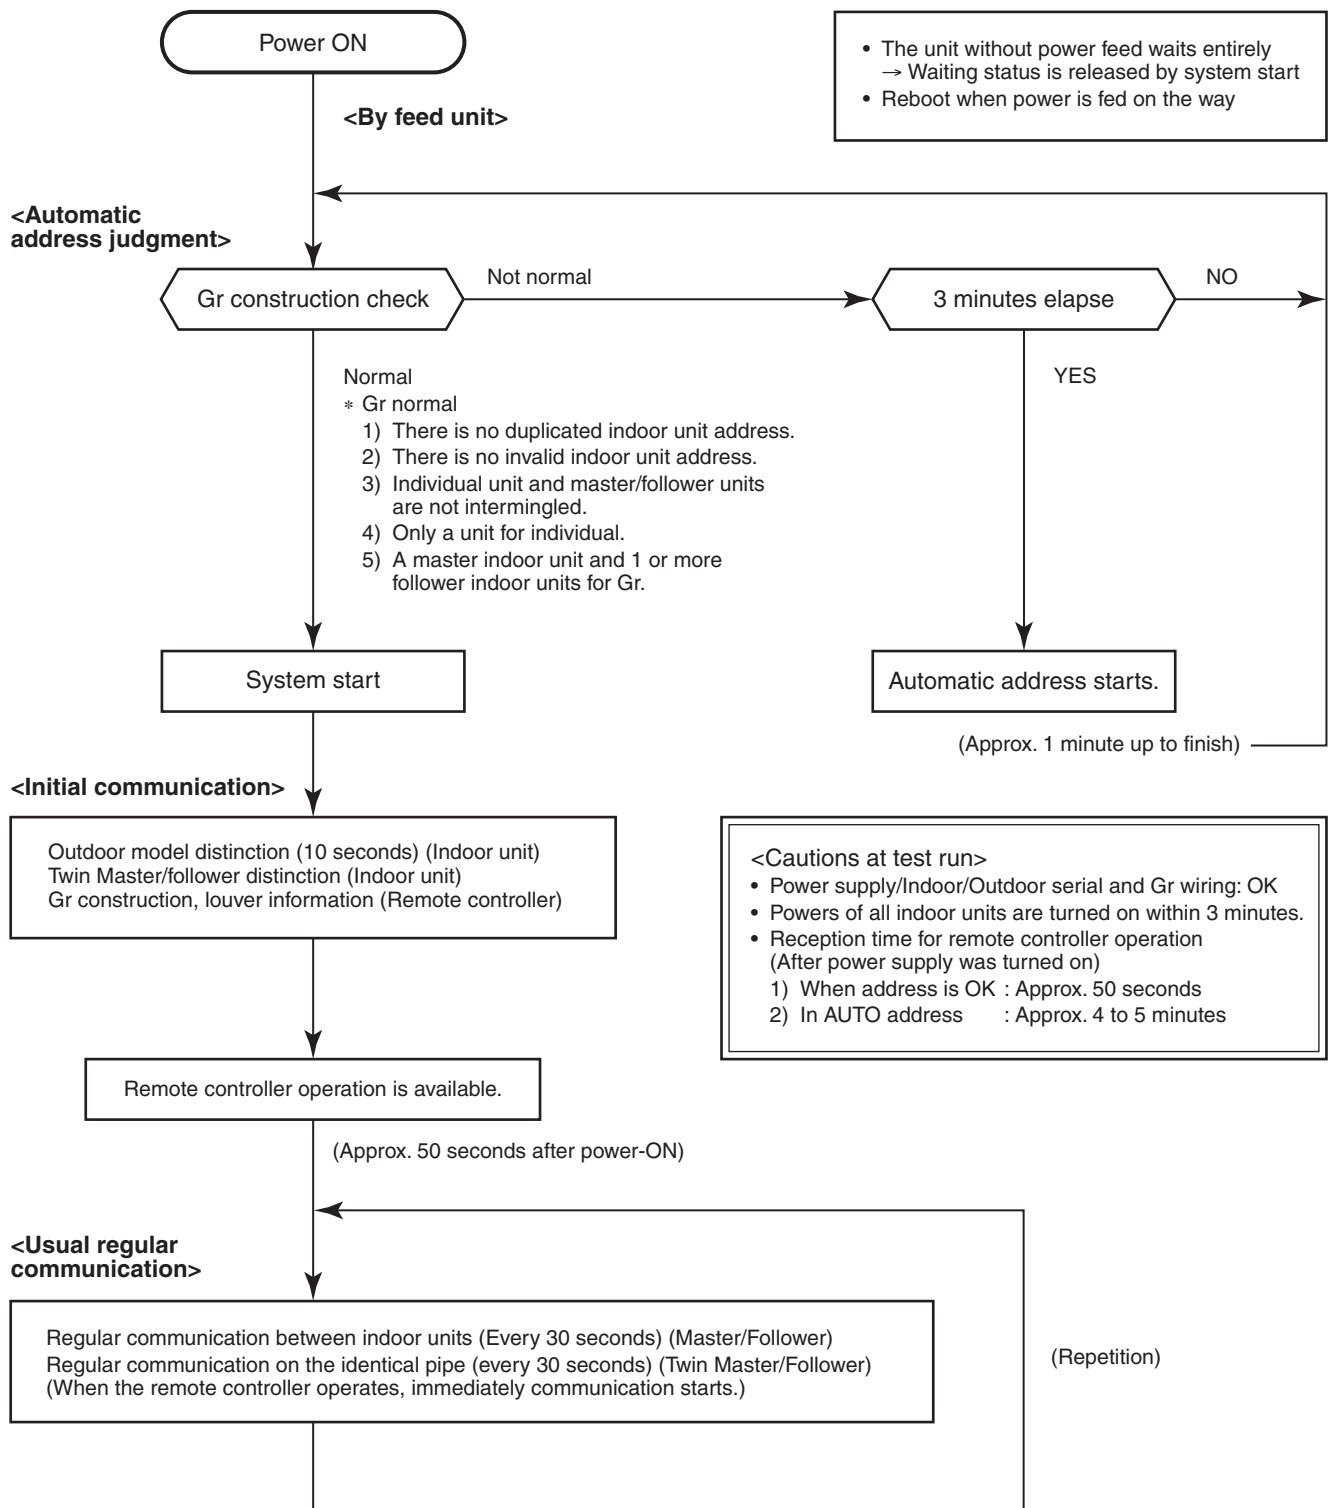 Power ON
• The unit without power feed waits entirely
→ Waiting status is released by system start
• Reboot when power is fed on the way
<By feed unit>
<Automatic
address judgment>
Gr construction check
Not normal
3 minutes elapse
NO
Normal
* Gr normal
1) There is no duplicated indoor unit address.
2) There is no invalid indoor unit address.
3) Individual unit and master/follower units
are not intermingled.
4) Only a unit for individual.
5) A master indoor unit and 1 or more
follower indoor units for Gr.
YES
System start
Automatic address starts.
(Approx. 1 minute up to finish)
<Initial communication>
Outdoor model distinction (10 seconds) (Indoor unit)
Twin Master/follower distinction (Indoor unit)
Gr construction, louver information (Remote controller)
<Cautions at test run>
• Power supply/Indoor/Outdoor serial and Gr wiring: OK
• Powers of all indoor units are turned on within 3 minutes.
• Reception time for remote controller operation
(After power supply was turned on)
1) When address is OK : Approx. 50 seconds
2) In AUTO address : Approx. 4 to 5 minutes
Remote controller operation is available.
(Approx. 50 seconds after power-ON)
<Usual regular
communication>
Regular communication between indoor units (Every 30 seconds) (Master/Follower)
Regular communication on the identical pipe (every 30 seconds) (Twin Master/Follower)
(When the remote controller operates, immediately communication starts.)
(Repetition)